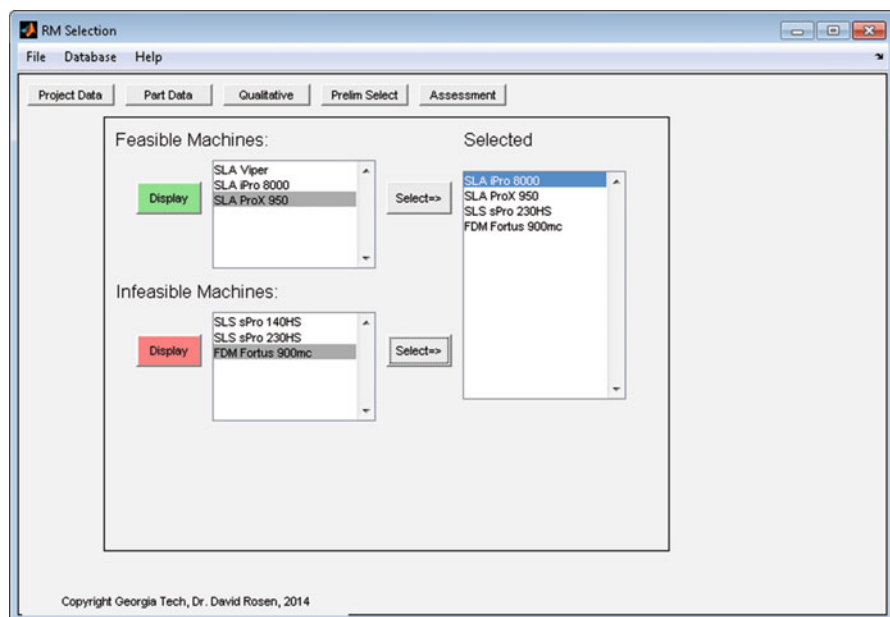 RM Selection
File Database Help
Project Data Part Data Qualitative Prelim Select Assessment
Feasible Machines:
Display
SLA Viper
SLA iPro 8000
SLA ProX 950
Select=>
Infeasible Machines:
Display
SLS sPro 140HS
SLS sPro 230HS
FDM Fortus 900mc
Select=>
Selected
SLA iPro 8000
SLA ProX 950
SLS sPro 230HS
FDM Fortus 900mc
Copyright Georgia Tech, Dr. David Rosen, 2014